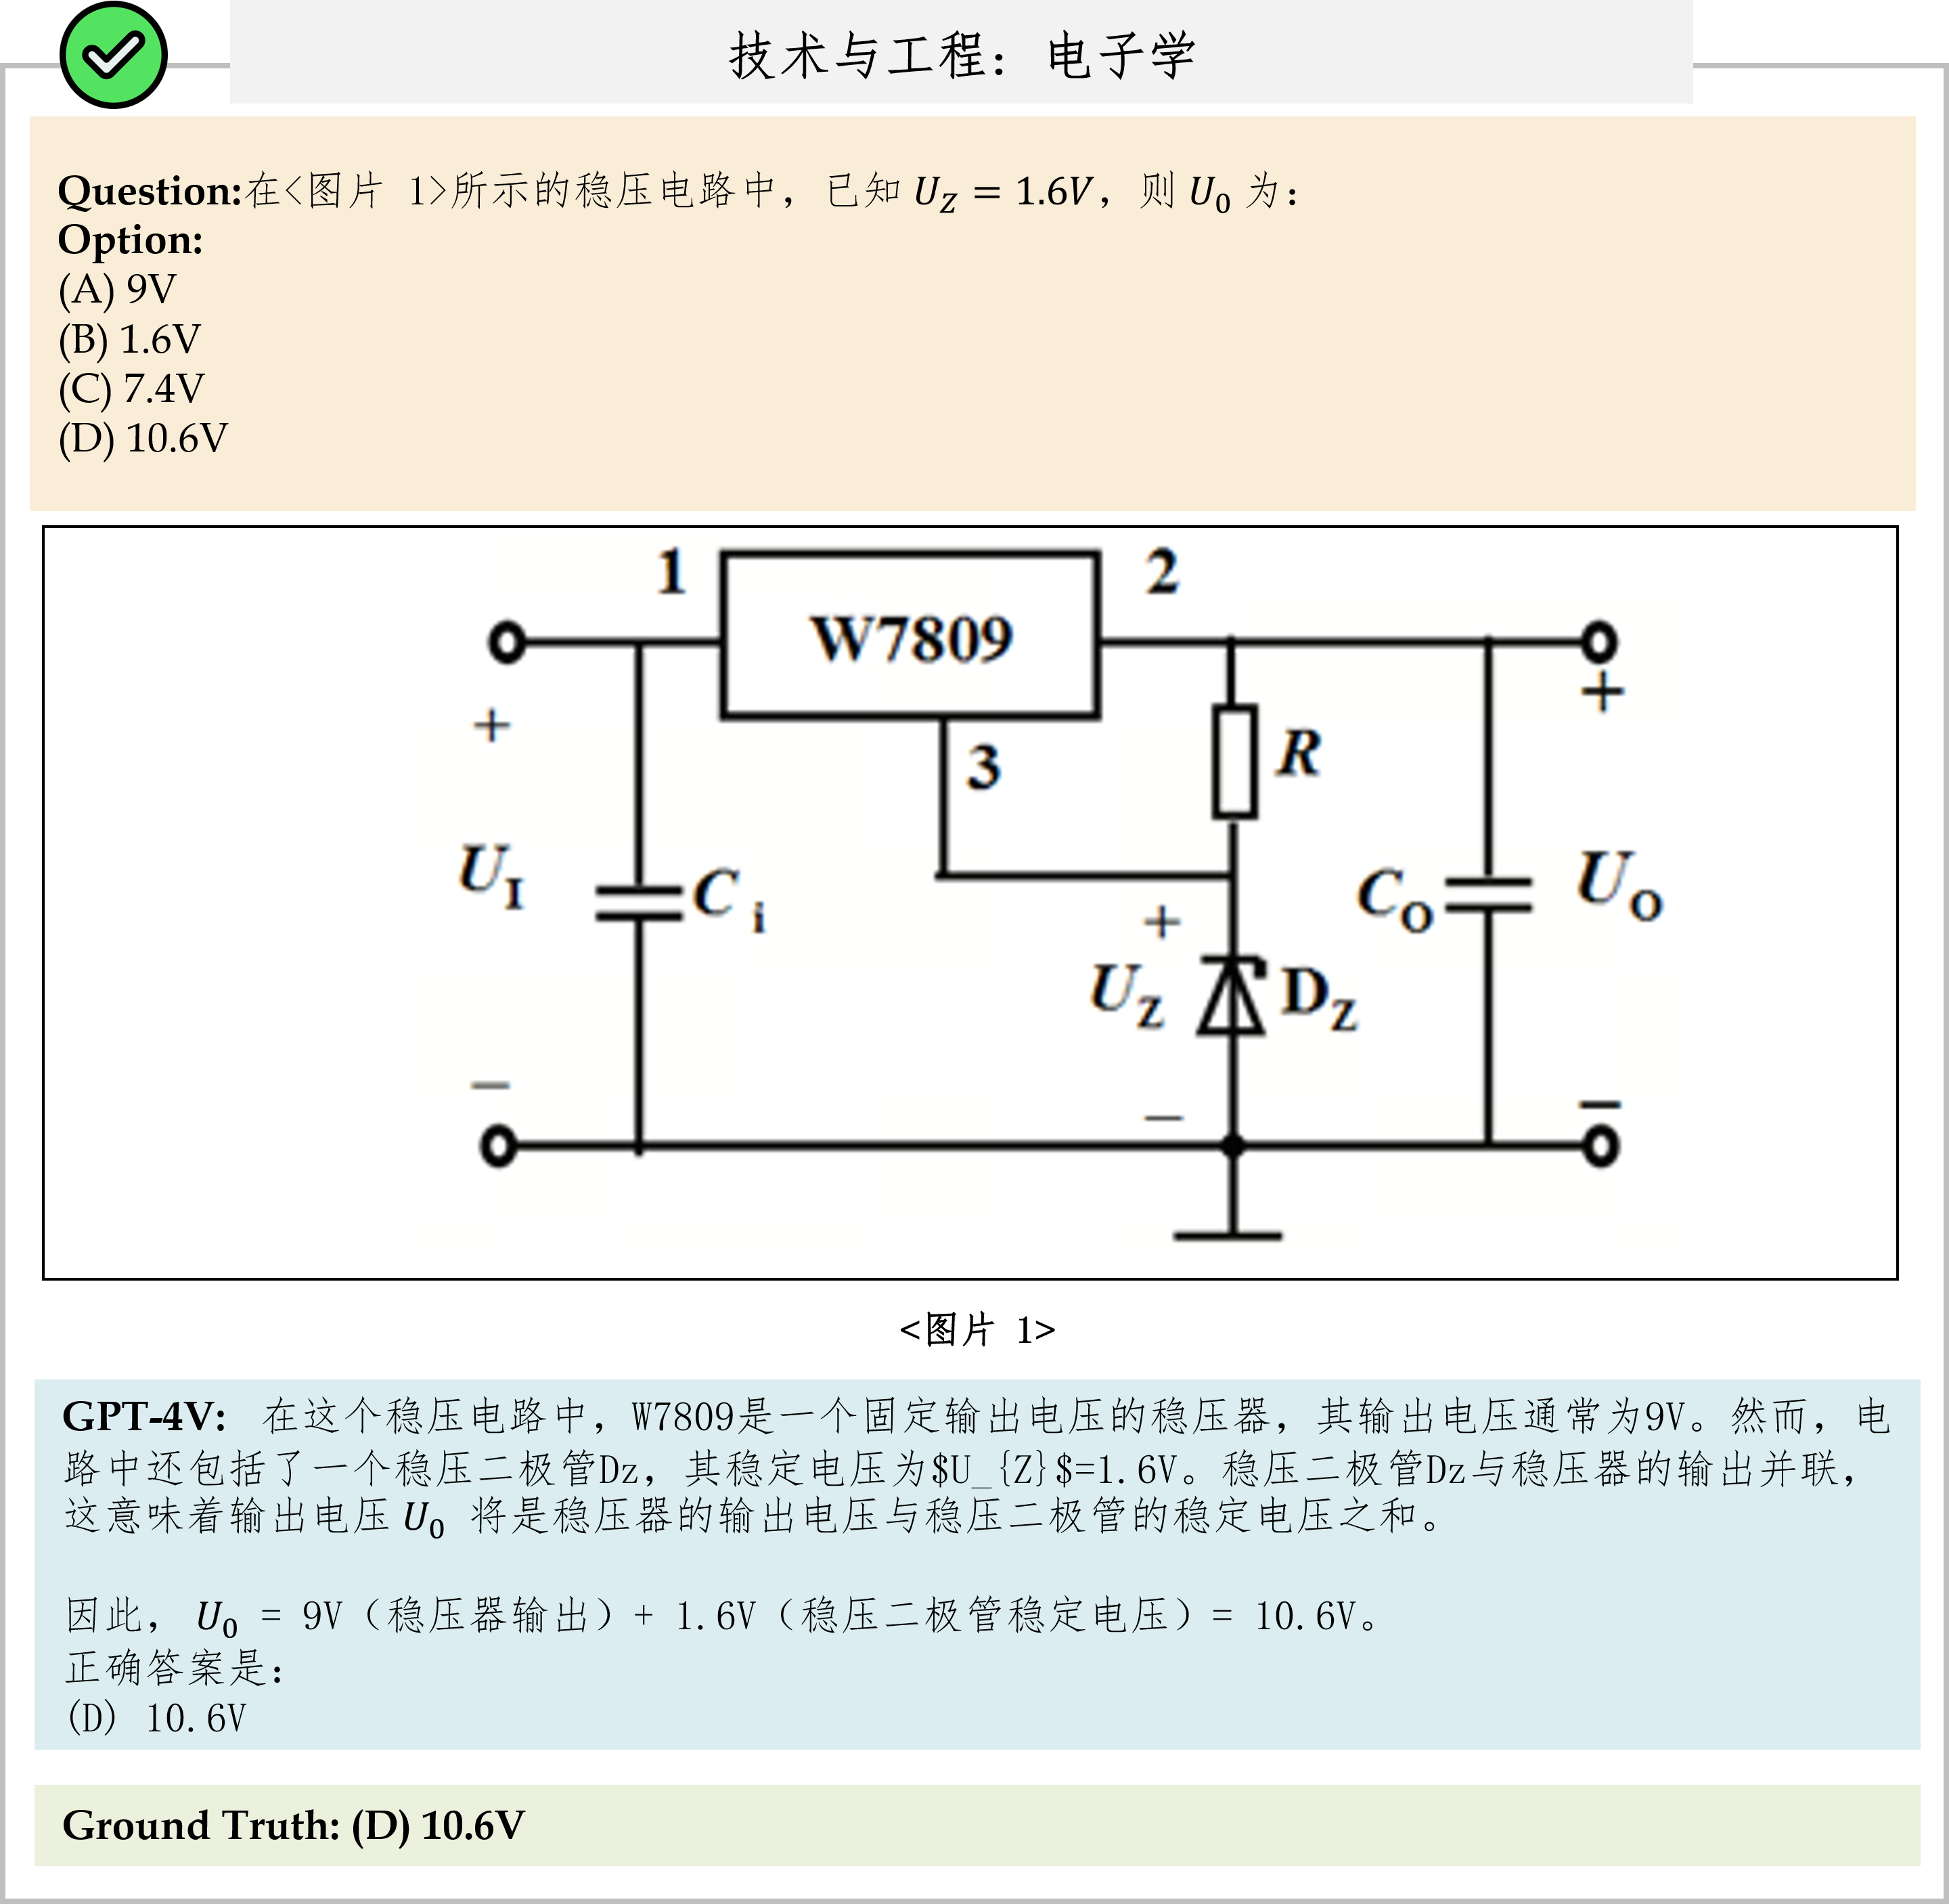 技术与工程：电子学
Question:在<图片 1>所示的稳压电路中，已知 U_Z = 1.6V，则 U_0 为：
Option:
(A) 9V
(B) 1.6V
(C) 7.4V
(D) 10.6V
1
W7809
2
+
+
3
R
U_I
C_i
+
C_O
U_O
U_Z
D_Z
−
−
−
<图片 1>
GPT-4V: 在这个稳压电路中，W7809是一个固定输出电压的稳压器，其输出电压通常为9V。然而，电
路中还包括了一个稳压二极管Dz，其稳定电压为$U_{Z}$=1.6V。稳压二极管Dz与稳压器的输出并联，
这意味着输出电压 U_0 将是稳压器的输出电压与稳压二极管的稳定电压之和。
因此， U_0 = 9V（稳压器输出）+ 1.6V（稳压二极管稳定电压）= 10.6V。
正确答案是：
(D) 10.6V
Ground Truth: (D) 10.6V